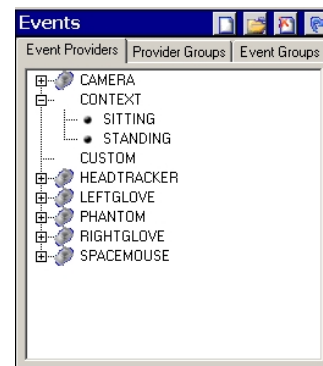 Events
Event Providers Provider Groups Event Groups
CAMERA
CONTEXT
SITTING
STANDING
CUSTOM
HEADTRACKER
LEFTGLOVE
PHANTOM
RIGHTGLOVE
SPACEMOUSE